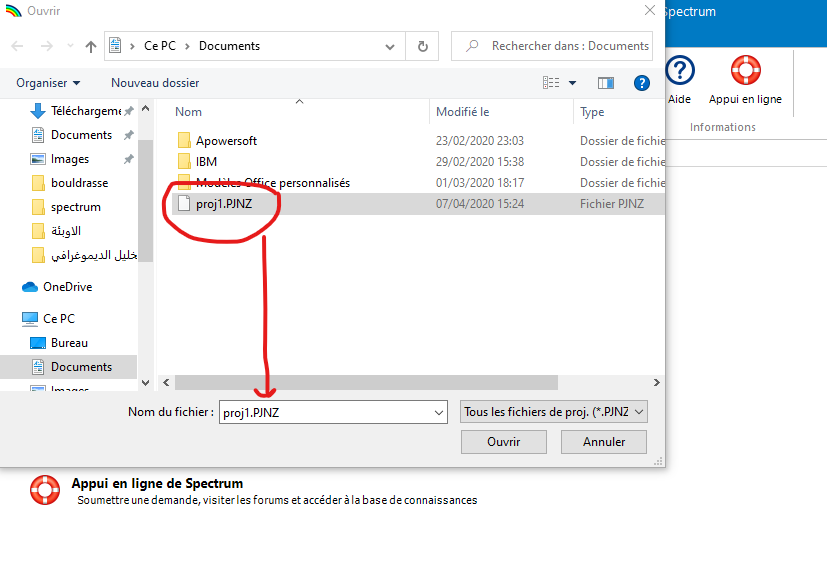 Ouvrir
Spectrum
Ce PC > Documents
Rechercher dans : Documents
Organiser
Nouveau dossier
Aide
Appui en ligne
Informations
Nom
Modifié le
Type
Téléchargeme
Documents
Images
bouldrasse
spectrum
الاوبئة
OneDrive
Ce PC
Bureau
Documents
Images
Apowersoft 23/02/2020 23:03 Dossier de fichie
IBM 29/02/2020 15:38 Dossier de fichie
Modèles Office personnalisés 01/03/2020 18:17 Dossier de fichie
proj1.PJNZ 07/04/2020 15:24 Fichier PJNZ
Nom du fichier : proj1.PJNZ
Tous les fichiers de proj. (*.PJNZ
Ouvrir
Annuler
Appui en ligne de Spectrum
Soumettre une demande, visiter les forums et accéder à la base de connaissances